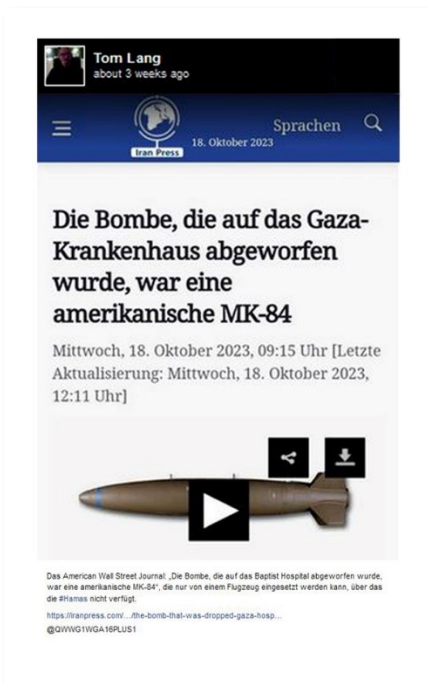 Tom Lang
about 3 weeks ago
Sprachen
Iran Press
18. Oktober 2023
Die Bombe, die auf das Gaza-
Krankenhaus abgeworfen
wurde, war eine
amerikanische MK-84
Mittwoch, 18. Oktober 2023, 09:15 Uhr [Letzte
Aktualisierung: Mittwoch, 18. Oktober 2023,
12:11 Uhr]
Das American Wall Street Journal: „Die Bombe, die auf das Baptist Hospital abgeworfen wurde,
war eine amerikanische MK-84“, die nur von einem Flugzeug eingesetzt werden kann, über das
die #Hamas nicht verfügt.
https://iranpress.com/.../the-bomb-that-was-dropped-gaza-hosp...
@QWWG1WGA16PLUS1